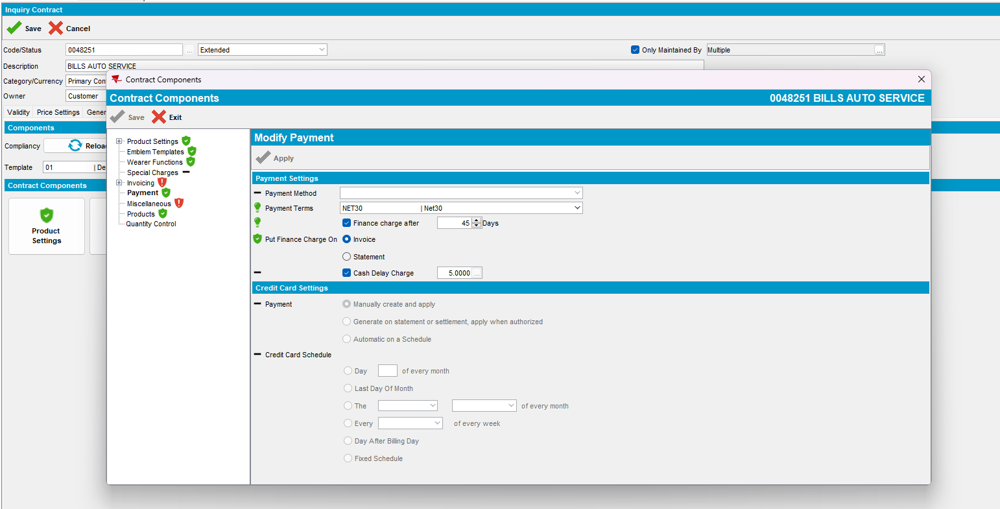 Inquiry Contract
Save Cancel
Code/Status 0048251 ... Extended Only Maintained By Multiple ...
Description BILLS AUTO SERVICE
Category/Currency Primary Con
Owner Customer
Validity Price Settings Gener
Components
Compliancy Reloa
Template 01 | De
Contract Components
Product
Settings
Contract Components
Contract Components 0048251 BILLS AUTO SERVICE
Save Exit
Product Settings
Emblem Templates
Wearer Functions
Special Charges
Invoicing
Payment
Miscellaneous
Products
Quantity Control
Modify Payment
Apply
Payment Settings
Payment Method
Payment Terms NET30 | Net30
Finance charge after 45 Days
Put Finance Charge On Invoice
Statement
Cash Delay Charge 5.0000 ...
Credit Card Settings
Payment Manually create and apply
Generate on statement or settlement, apply when authorized
Automatic on a Schedule
Credit Card Schedule
Day of every month
Last Day Of Month
The of every month
Every of every week
Day After Billing Day
Fixed Schedule